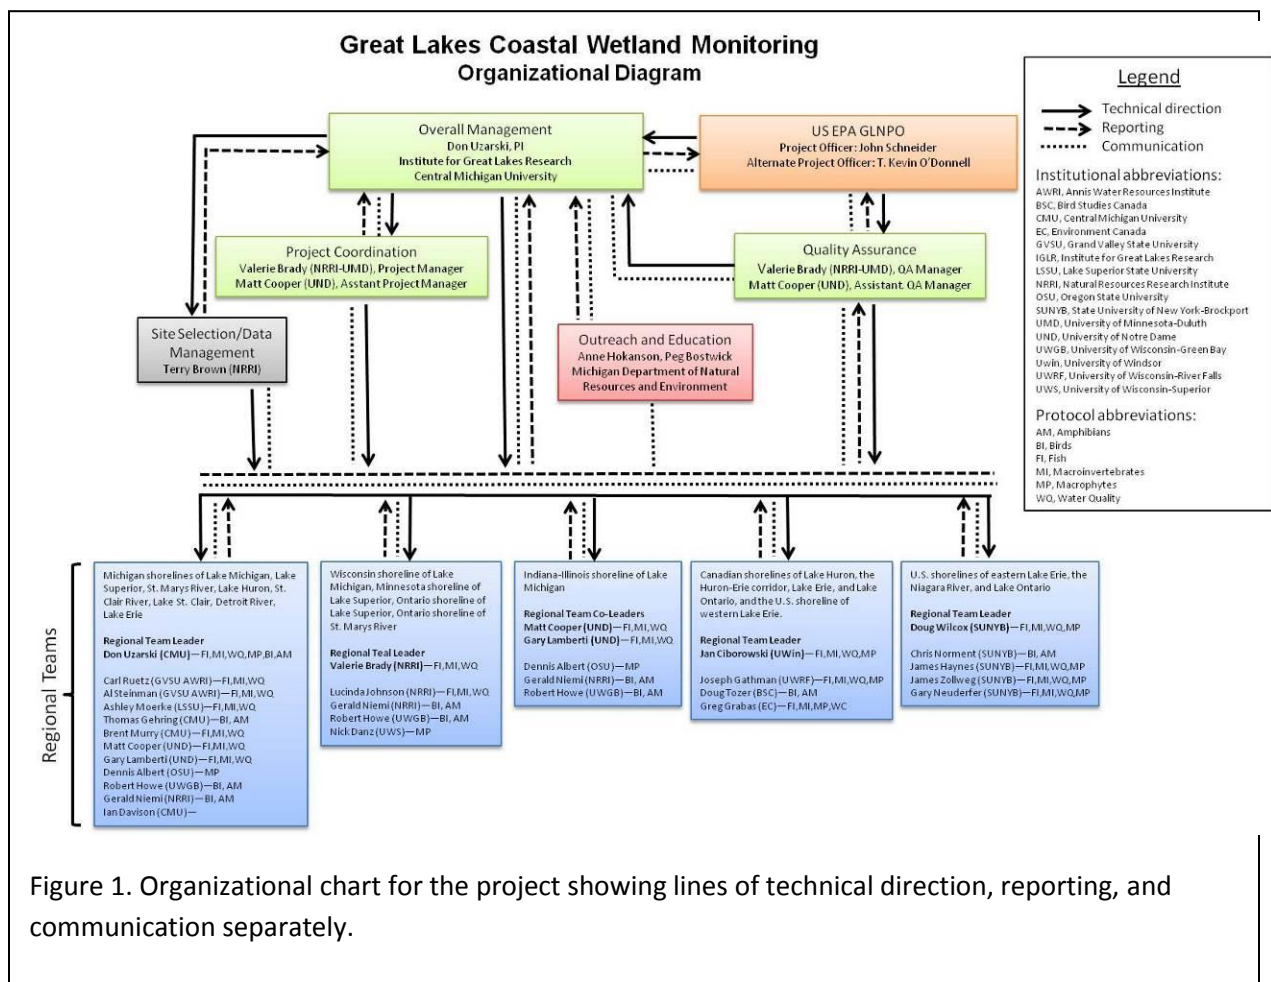 Great Lakes Coastal Wetland Monitoring
Organizational Diagram
Overall Management
Don Uzarski, PI
Institute for Great Lakes Research
Central Michigan University
US EPA GLNPO
Project Officer: John Schneider
Alternate Project Officer: T. Kevin O'Donnell
Project Coordination
Valerie Brady (NRRI-UMD), Project Manager
Matt Cooper (UND), Asstant Project Manager
Quality Assurance
Valerie Brady (NRRI-UMD), QA Manager
Matt Cooper (UND), Assistant. QA Manager
Site Selection/Data
Management
Terry Brown (NRRI)
Outreach and Education
Anne Hokanson, Peg Bostwick
Michigan Department of Natural
Resources and Environment
Legend
Technical direction
Reporting
Communication
Institutional abbreviations:
AWRI, Annis Water Resources Institute
BSC, Bird Studies Canada
CMU, Central Michigan University
EC, Environment Canada
GVSU, Grand Valley State University
IGLR, Institute for Great Lakes Research
LSSU, Lake Superior State University
NRRI, Natural Resources Research Institute
OSU, Oregon State University
SUNYB, State University of New York-Brockport
UMD, University of Minnesota-Duluth
UND, University of Notre Dame
UWGB, University of Wisconsin-Green Bay
Uwin, University of Windsor
UWRF, University of Wisconsin-River Falls
UWS, University of Wisconsin-Superior
Protocol abbreviations:
AM, Amphibians
BI, Birds
FI, Fish
MI, Macroinvertebrates
MP, Macrophytes
WQ, Water Quality
Regional Teams
Michigan shorelines of Lake Michigan, Lake
Superior, St. Marys River, Lake Huron, St.
Clair River, Lake St. Clair, Detroit River,
Lake Erie
Regional Team Leader
Don Uzarski (CMU)—FI,MI,WQ,MP,BI,AM
Carl Ruetz (GVSU AWRI)—FI,MI,WQ
Al Steinman (GVSU AWRI)—FI,MI,WQ
Ashley Moerke (LSSU)—FI,MI,WQ
Thomas Gehring (CMU)—BI, AM
Brent Murry (CMU)—FI,MI,WQ
Matt Cooper (UND)—FI,MI,WQ
Gary Lamberti (UND)—FI,MI,WQ
Dennis Albert (OSU)—MP
Robert Howe (UWGB)—BI, AM
Gerald Niemi (NRRI)—BI, AM
Ian Davison (CMU)—
Wisconsin shoreline of Lake
Michigan, Minnesota shoreline of
Lake Superior, Ontario shoreline of
Lake Superior, Ontario shoreline of
St. Marys River
Regional Teal Leader
Valerie Brady (NRRI)—FI,MI,WQ
Lucinda Johnson (NRRI)—FI,MI,WQ
Gerald Niemi (NRRI)—BI, AM
Robert Howe (UWGB)—BI, AM
Nick Danz (UWS)—MP
Indiana-Illinois shoreline of Lake
Michigan
Regional Team Co-Leaders
Matt Cooper (UND)—FI,MI,WQ
Gary Lamberti (UND)—FI,MI,WQ
Dennis Albert (OSU)—MP
Gerald Niemi (NRRI)—BI, AM
Robert Howe (UWGB)—BI, AM
Canadian shorelines of Lake Huron, the
Huron-Erie corridor, Lake Erie, and Lake
Ontario, and the U.S. shoreline of
western Lake Erie.
Regional Team Leader
Jan Ciborowski (UWin)—FI,MI,WQ,MP
Joseph Gathman (UWRF)—FI,MI,WQ,MP
Doug Tozer (BSC)—BI, AM
Greg Grabas (EC)—FI,MI,MP,WC
U.S. shorelines of eastern Lake Erie, the
Niagara River, and Lake Ontario
Regional Team Leader
Doug Wilcox (SUNYB)—FI,MI,WQ,MP
Chris Norment (SUNYB)—BI, AM
James Haynes (SUNYB)—FI,MI,WQ,MP
James Zollweg (SUNYB)—FI,MI,WQ,MP
Gary Neuderfer (SUNYB)—FI,MI,WQ,MP
Figure 1. Organizational chart for the project showing lines of technical direction, reporting, and
communication separately.